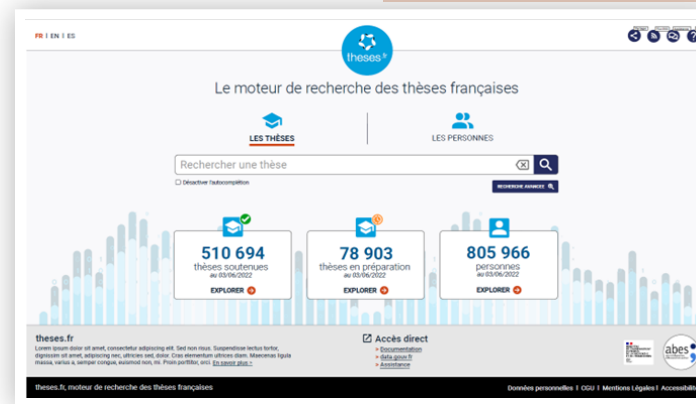 FR | EN | ES
theses.fr
Le moteur de recherche des thèses françaises
LES THÈSES
LES PERSONNES
Rechercher une thèse
Désactiver l'autocomplétion
RECHERCHE AVANCÉE
510 694
thèses soutenues
au 03/06/2022
EXPLORER
78 903
thèses en préparation
au 03/06/2022
EXPLORER
805 966
personnes
au 03/06/2022
EXPLORER
theses.fr
Lorem ipsum dolor sit amet, consectetur adipiscing elit. Sed non risus. Suspendisse lectus tortor,
dignissim sit amet, adipiscing nec, ultricies sed, dolor. Cras elementum ultrices diam. Maecenas ligula
massa, varius a, semper congue, euismod non, mi. Proin porttitor, orci. En savoir plus >
Accès direct
> Documentation
> data.gouv.fr
> Assistance
abes
theses.fr, moteur de recherche des thèses françaises
Données personnelles | CGU | Mentions Légales | Accessibilité